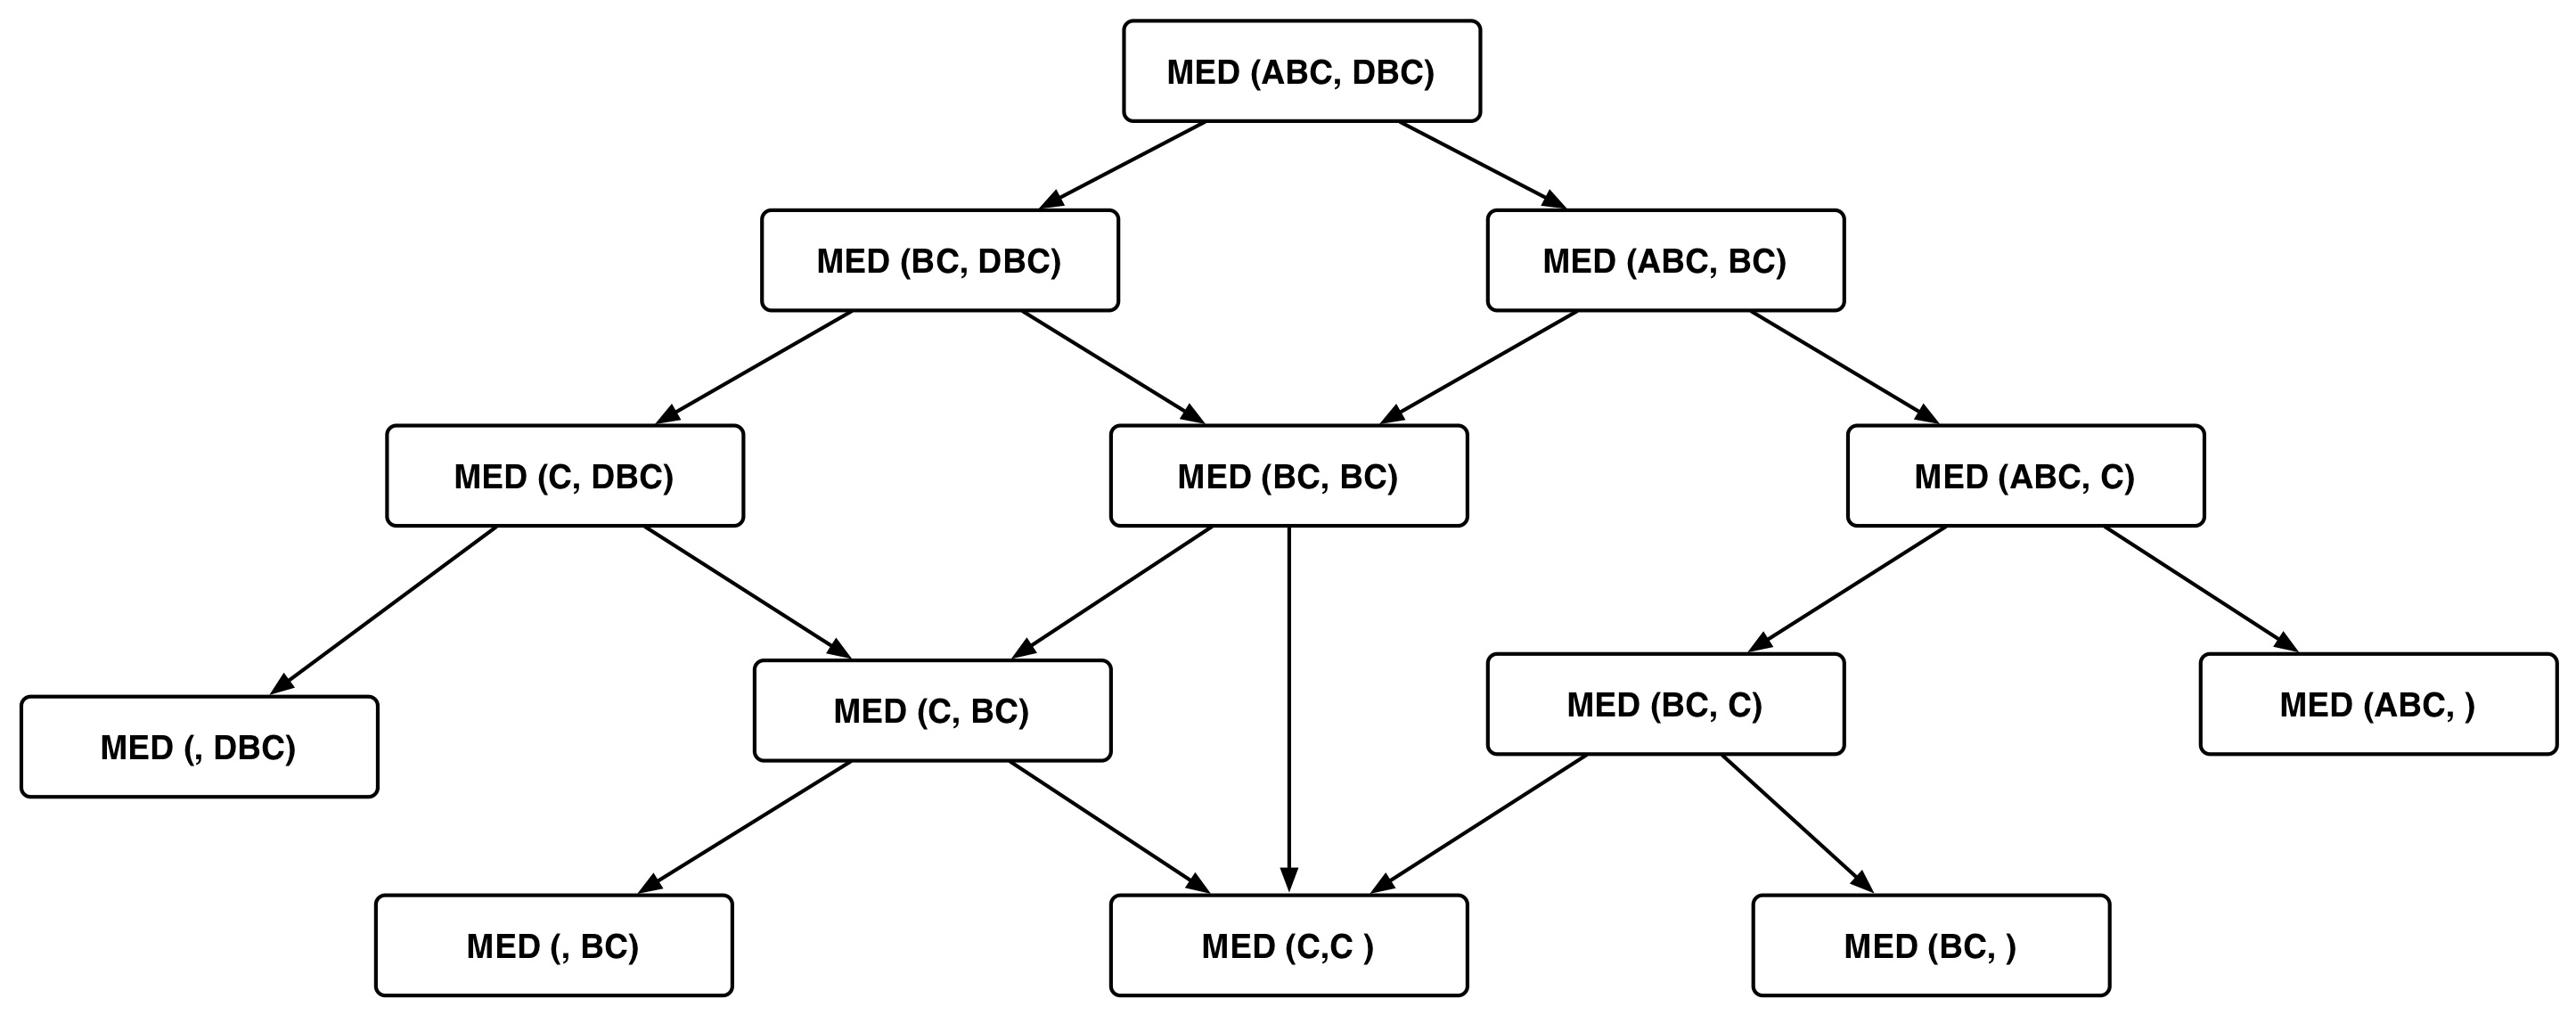 MED (ABC, DBC)
MED (BC, DBC)
MED (ABC, BC)
MED (C, DBC)
MED (BC, BC)
MED (ABC, C)
MED (, DBC)
MED (C, BC)
MED (BC, C)
MED (ABC, )
MED (, BC)
MED (C,C )
MED (BC, )